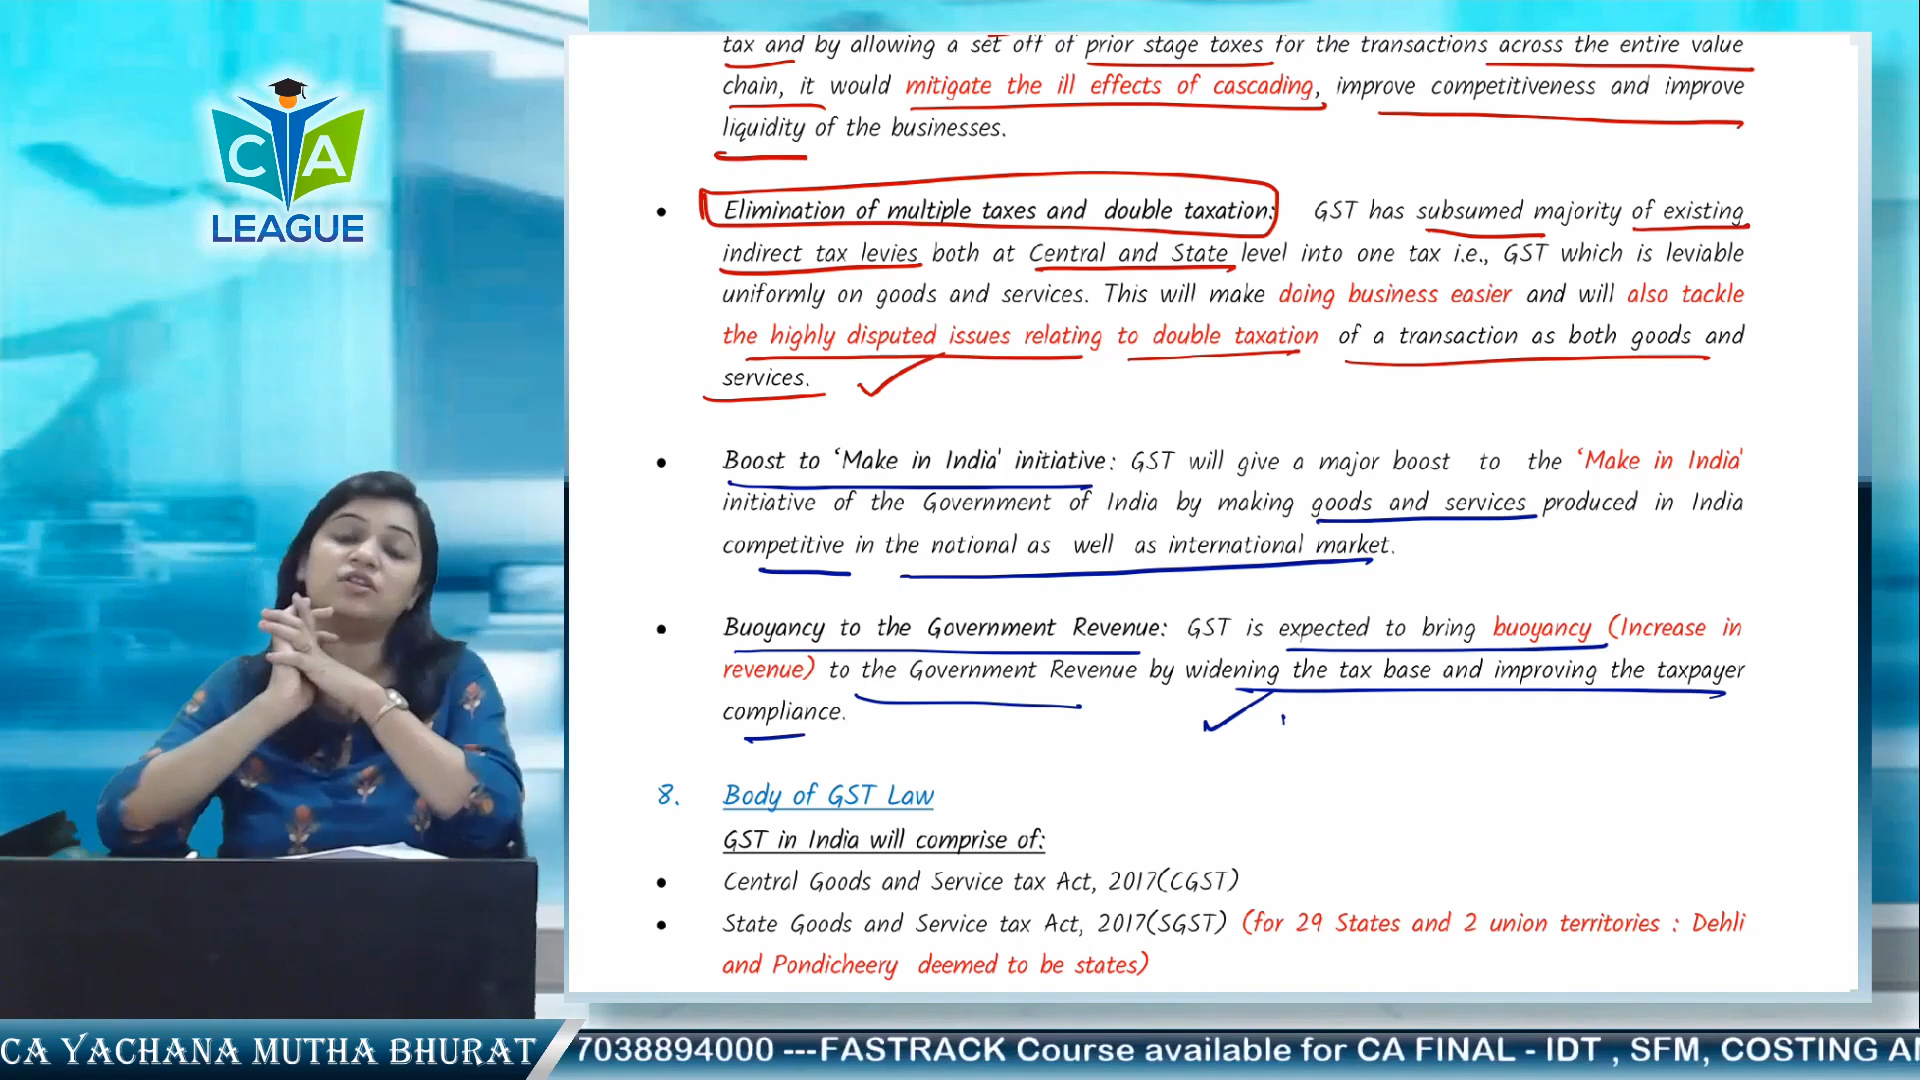 CA
LEAGUE
tax and by allowing a set off of prior stage taxes for the transactions across the entire value
chain, it would mitigate the ill effects of cascading, improve competitiveness and improve
liquidity of the businesses.
• Elimination of multiple taxes and double taxation: GST has subsumed majority of existing
indirect tax levies both at Central and State level into one tax i.e., GST which is leviable
uniformly on goods and services. This will make doing business easier and will also tackle
the highly disputed issues relating to double taxation of a transaction as both goods and
services.
• Boost to ‘Make in India' initiative: GST will give a major boost to the ‘Make in India'
initiative of the Government of India by making goods and services produced in India
competitive in the national as well as international market.
• Buoyancy to the Government Revenue: GST is expected to bring buoyancy (Increase in
revenue) to the Government Revenue by widening the tax base and improving the taxpayer
compliance.
8. Body of GST Law
GST in India will comprise of:
• Central Goods and Service tax Act, 2017(CGST)
• State Goods and Service tax Act, 2017(SGST) (for 29 States and 2 union territories : Dehli
and Pondicheery deemed to be states)
CA YACHANA MUTHA BHURAT
7038894000 ---FASTRACK Course available for CA FINAL - IDT , SFM, COSTING